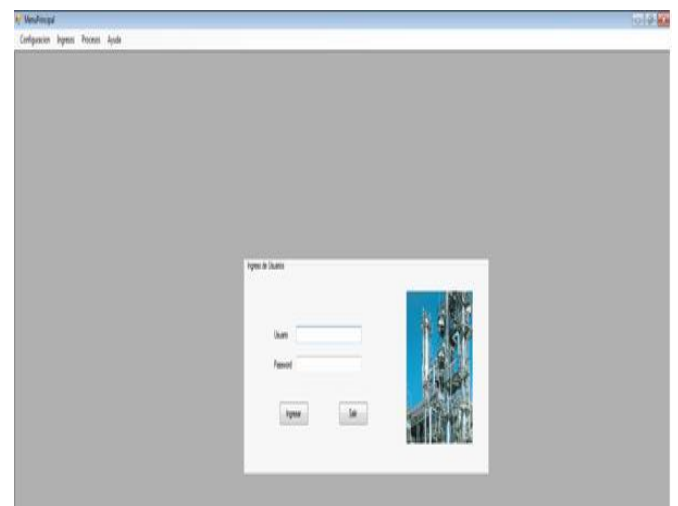 MenuPrincipal
Configuracion Ingresos Procesos Ayuda
Ingreso de Usuarios
Usuario
Password
Ingresar Salir